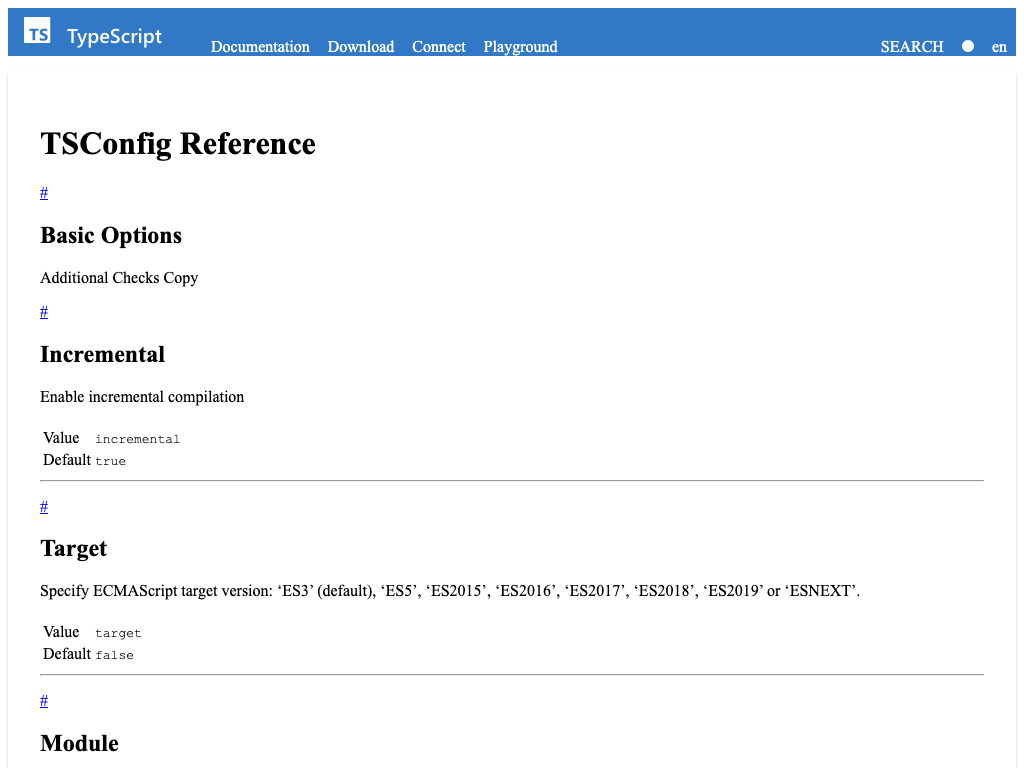 TS TypeScript Documentation Download Connect Playground SEARCH en
TSConfig Reference
#
Basic Options
Additional Checks Copy
#
Incremental
Enable incremental compilation
Value incremental
Default true
#
Target
Specify ECMAScript target version: ‘ES3’ (default), ‘ES5’, ‘ES2015’, ‘ES2016’, ‘ES2017’, ‘ES2018’, ‘ES2019’ or ‘ESNEXT’.
Value target
Default false
#
Module